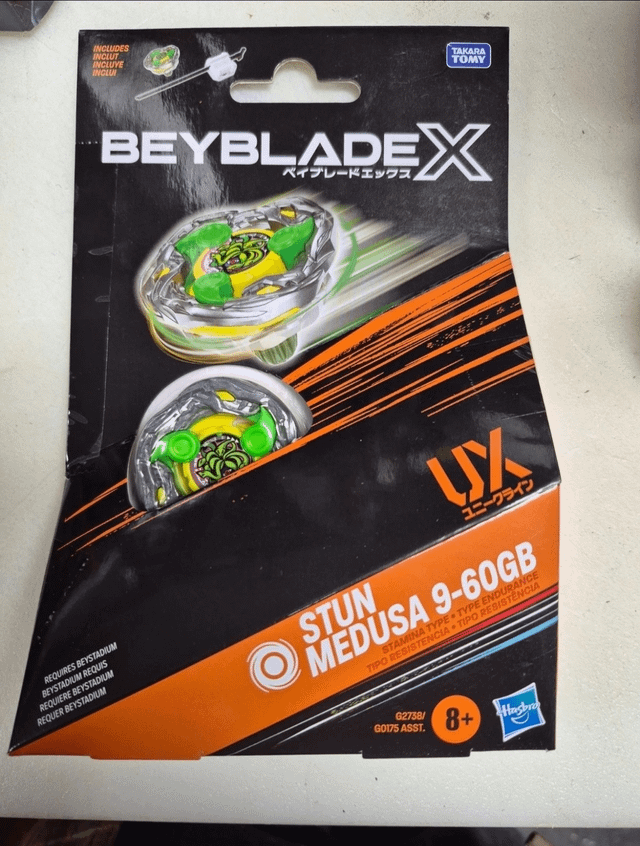 INCLUDES
INCLUT
INCLUYE
INCLUI
TAKARA
TOMY
BEYBLADE X
ベイブレードエックス
UX
ユニークライン
STUN
MEDUSA 9-60GB
STAMINA TYPE • TYPE ENDURANCE
TIPO RESISTENCIA • TIPO RESISTÊNCIA
REQUIRES BEYSTADIUM
BEYSTADIUM REQUIS
REQUIERE BEYSTADIUM
REQUER BEYSTADIUM
G2738/
G0175 ASST.
8+
Hasbro